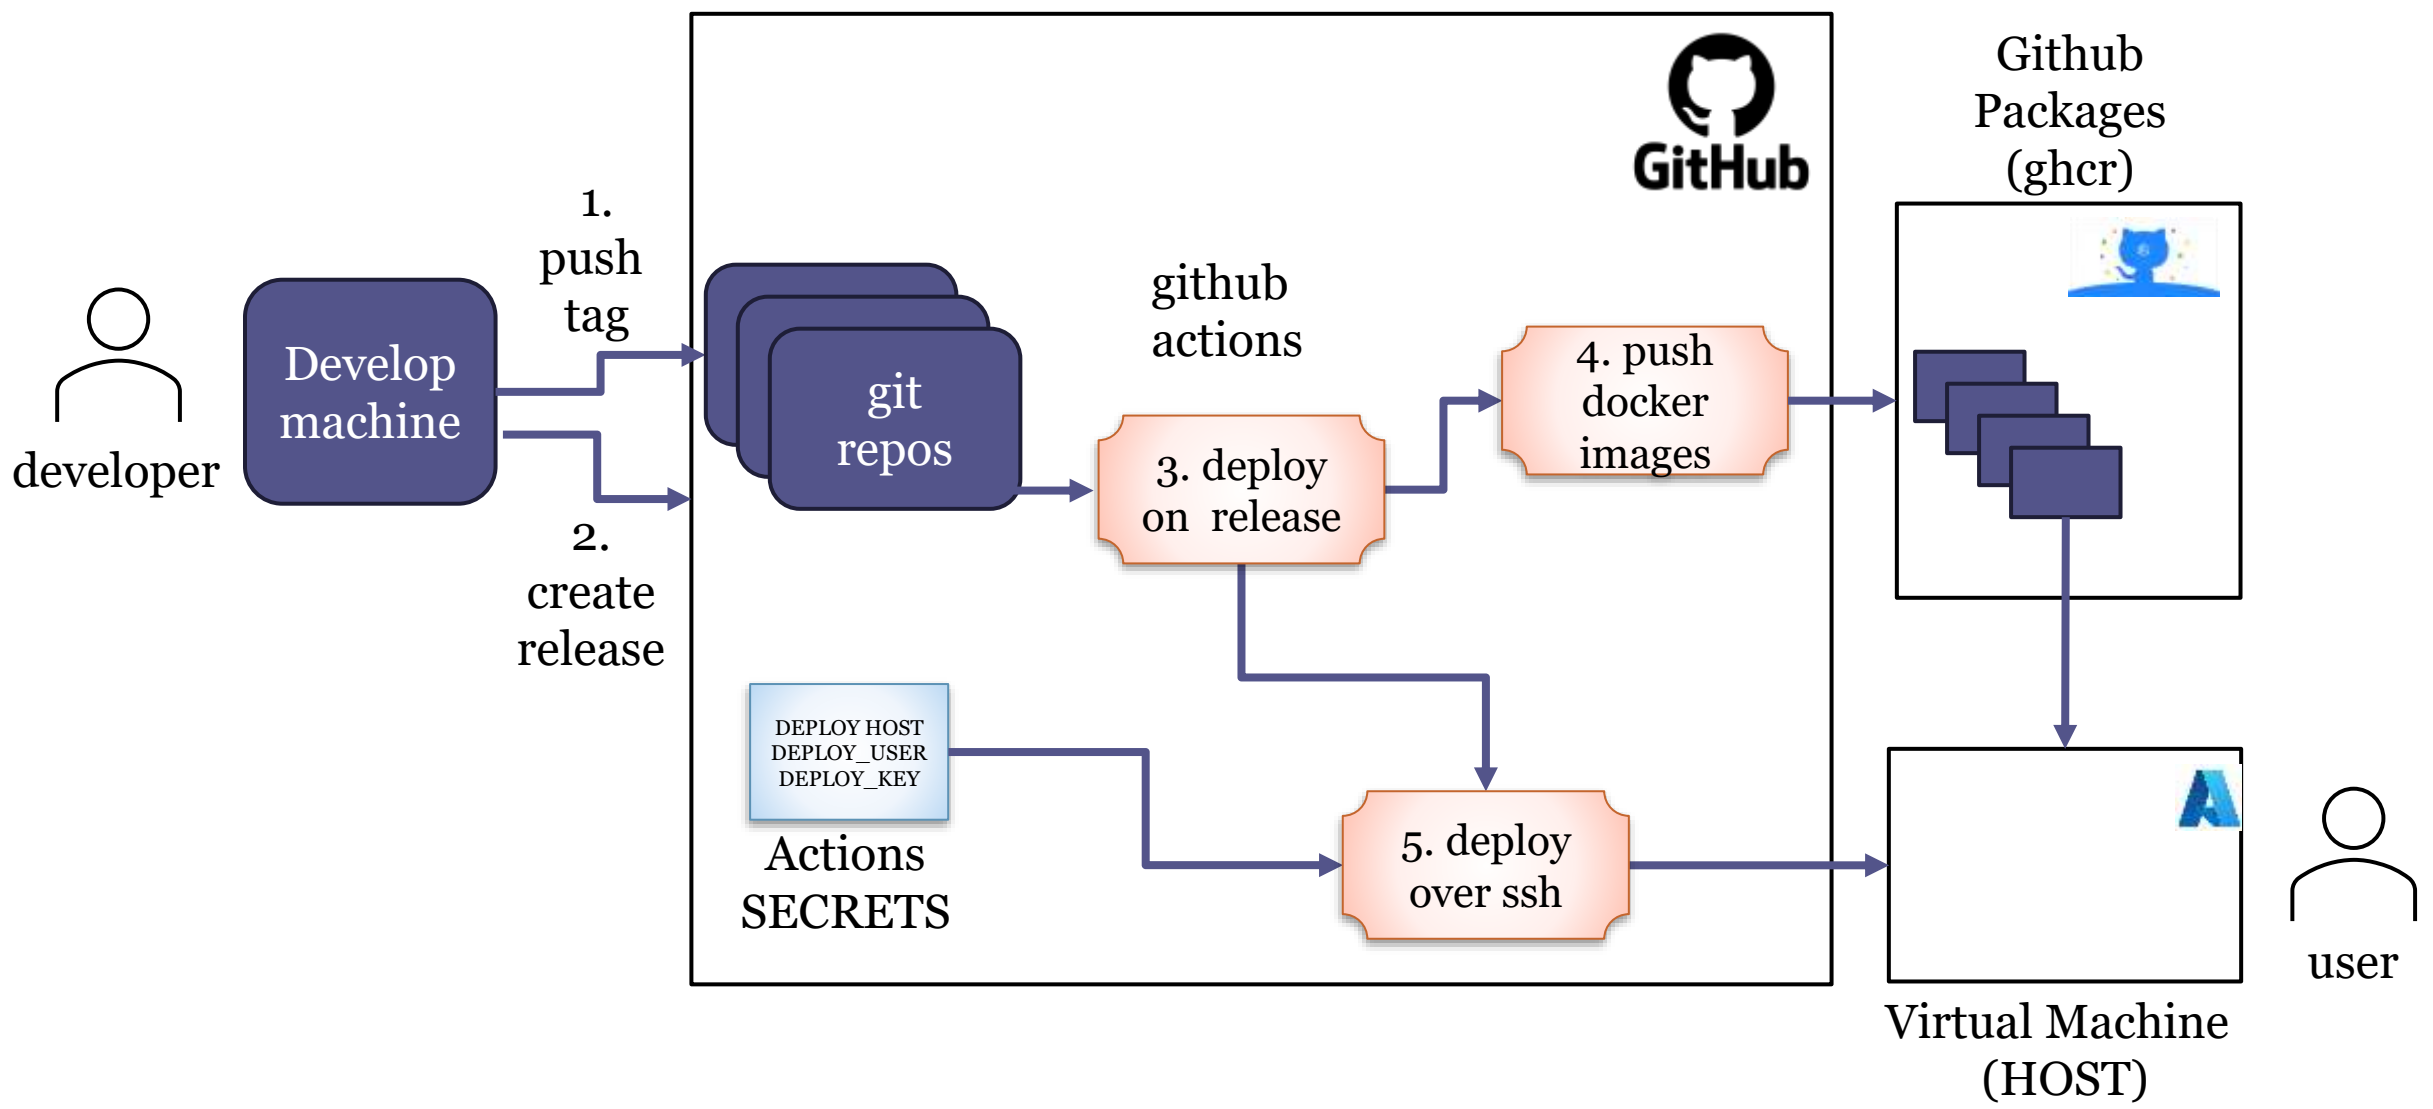 developer
Develop
machine
1.
push
tag
2.
create
release
GitHub
git
repos
github
actions
3. deploy
on  release
4. push
docker
images
DEPLOY HOST
DEPLOY_USER
DEPLOY_KEY
Actions
SECRETS
5. deploy
over ssh
Github
Packages
(ghcr)
Virtual Machine
(HOST)
user